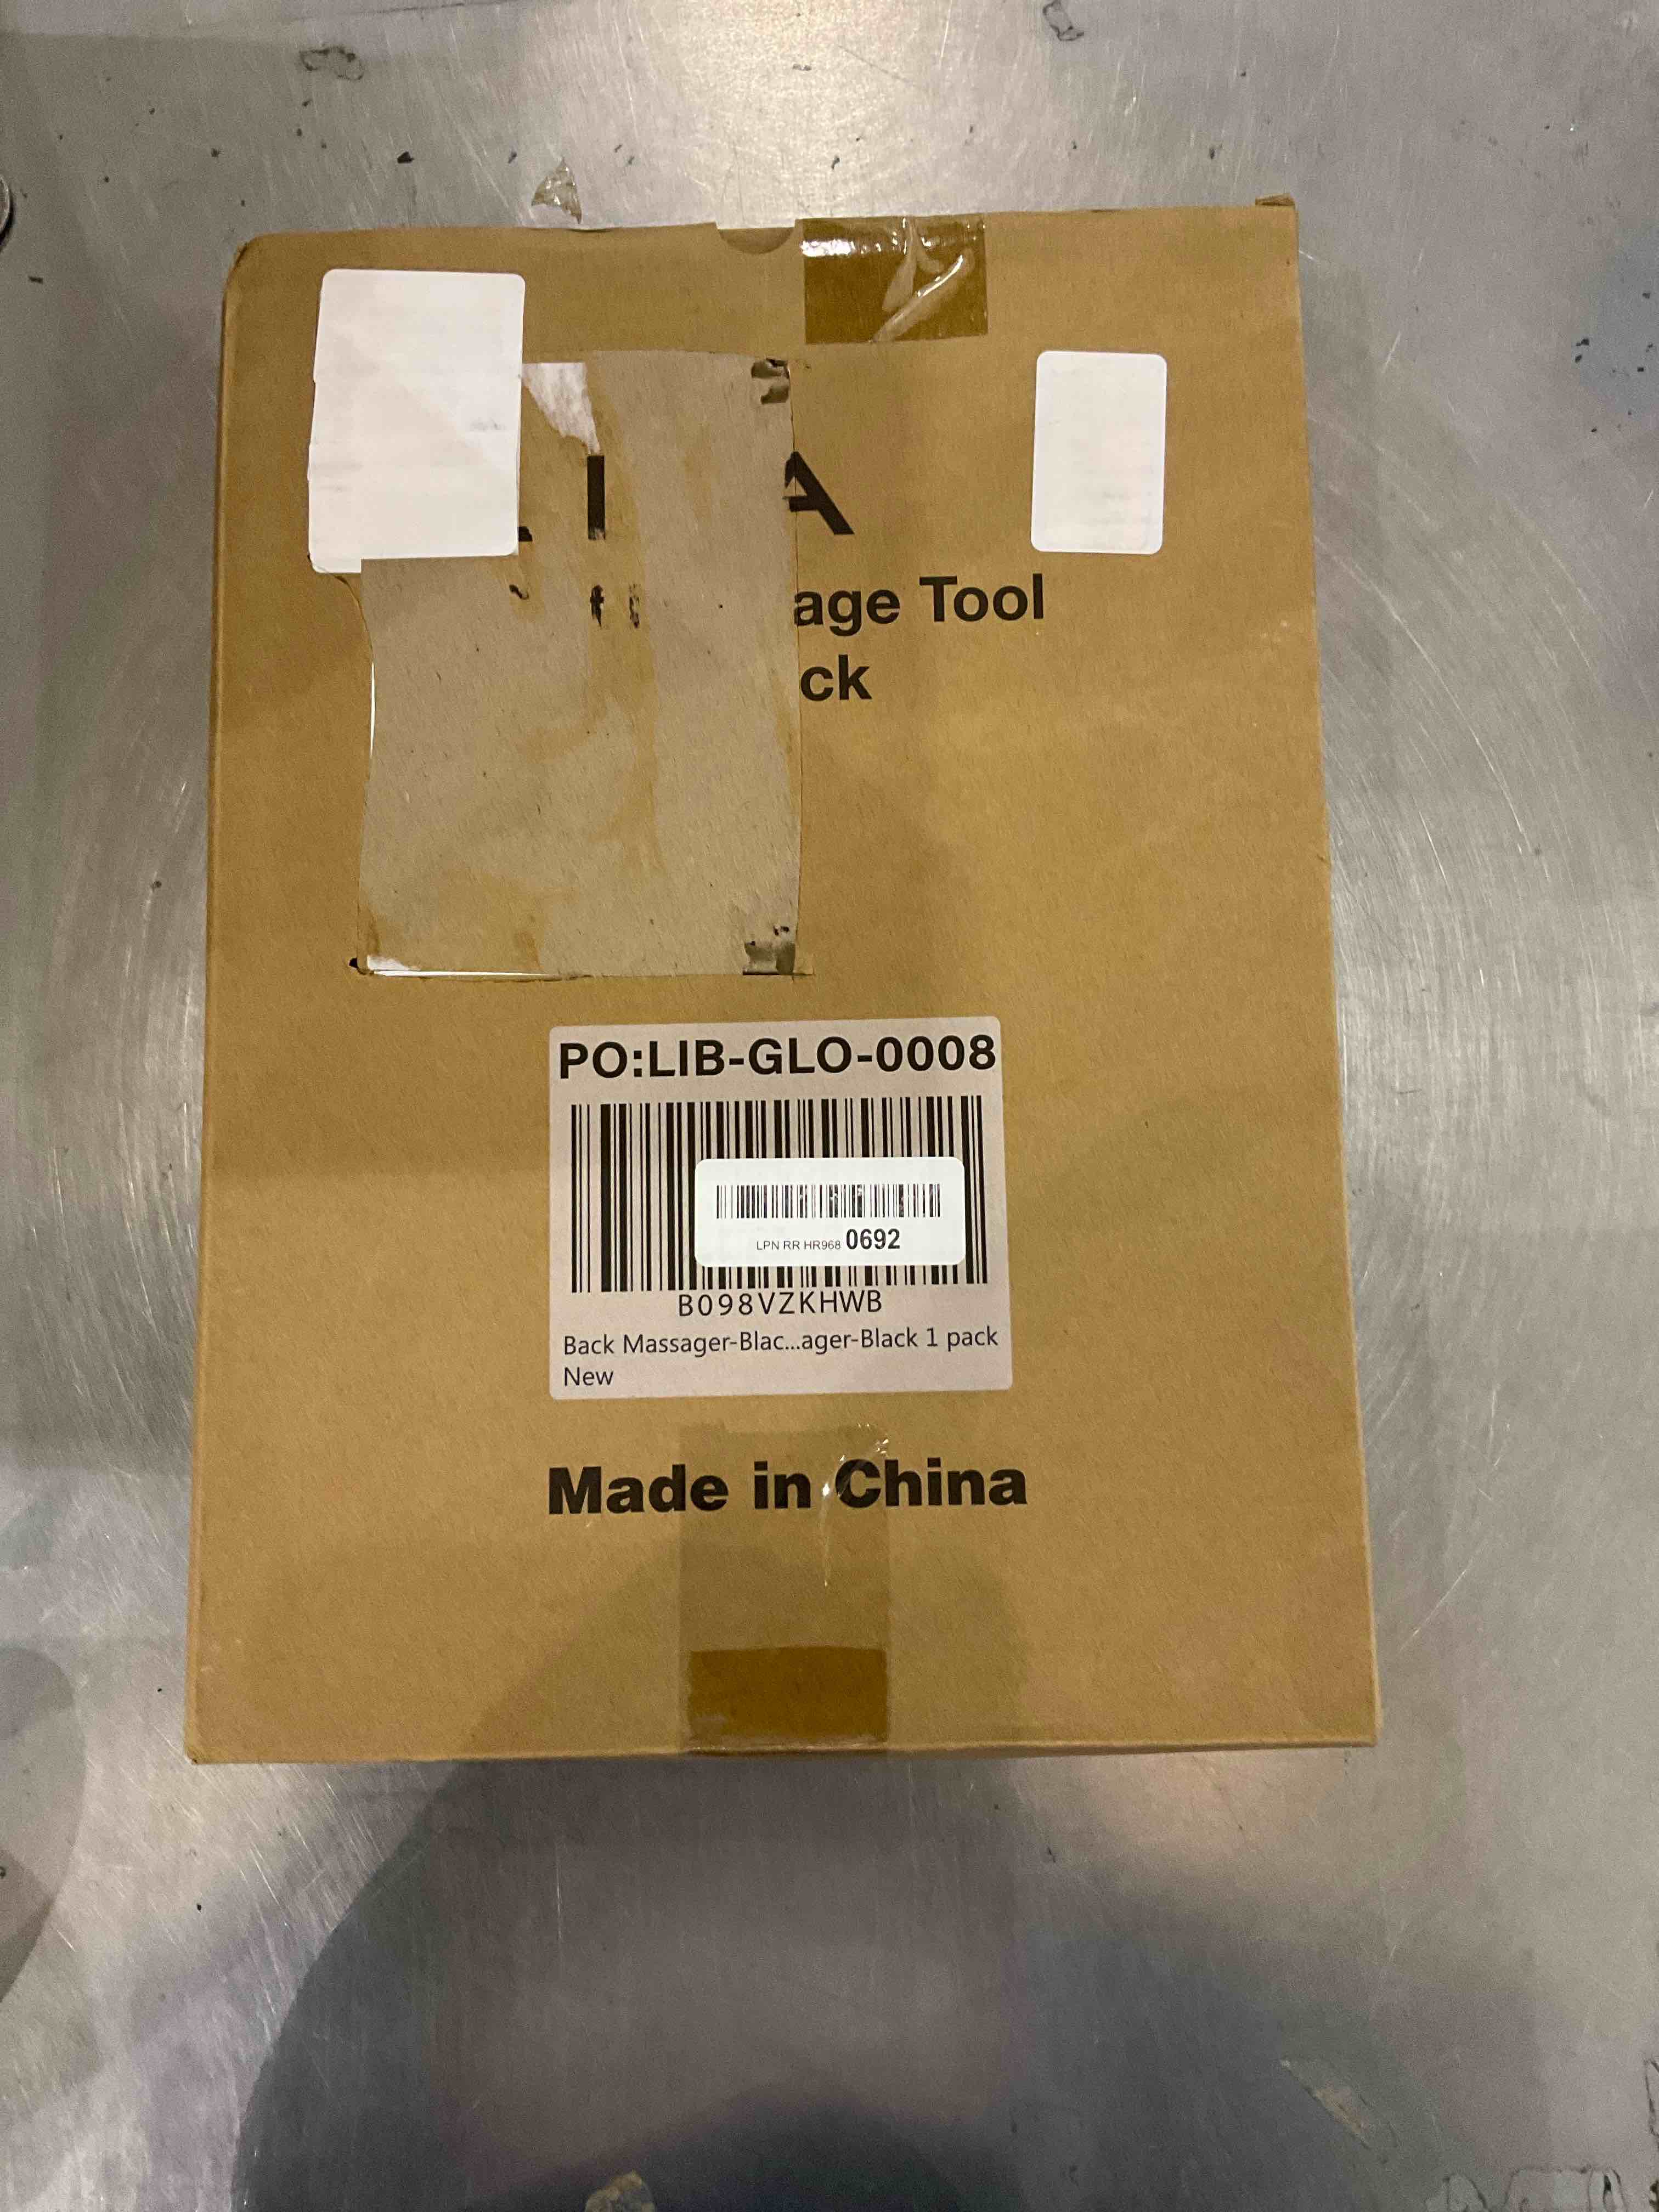 A
age Tool
ck
PO:LIB-GLO-0008
LPN RR HR968 0692
B098VZKHWB
Back Massager-Blac...ager-Black 1 pack
New
Made in China